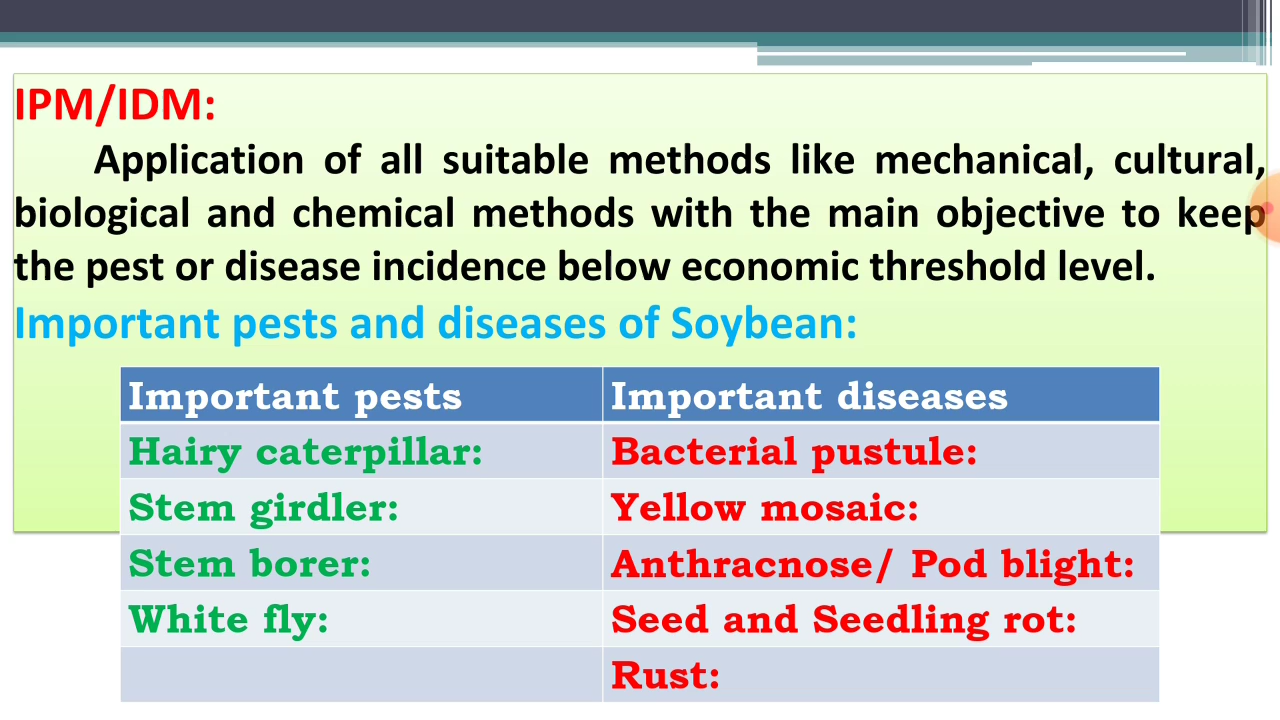 IPM/IDM:
Application of all suitable methods like mechanical, cultural,
biological and chemical methods with the main objective to keep
the pest or disease incidence below economic threshold level.
Important pests and diseases of Soybean:
Important pests Important diseases
Hairy caterpillar: Bacterial pustule:
Stem girdler: Yellow mosaic:
Stem borer: Anthracnose/ Pod blight:
White fly: Seed and Seedling rot:
Rust: